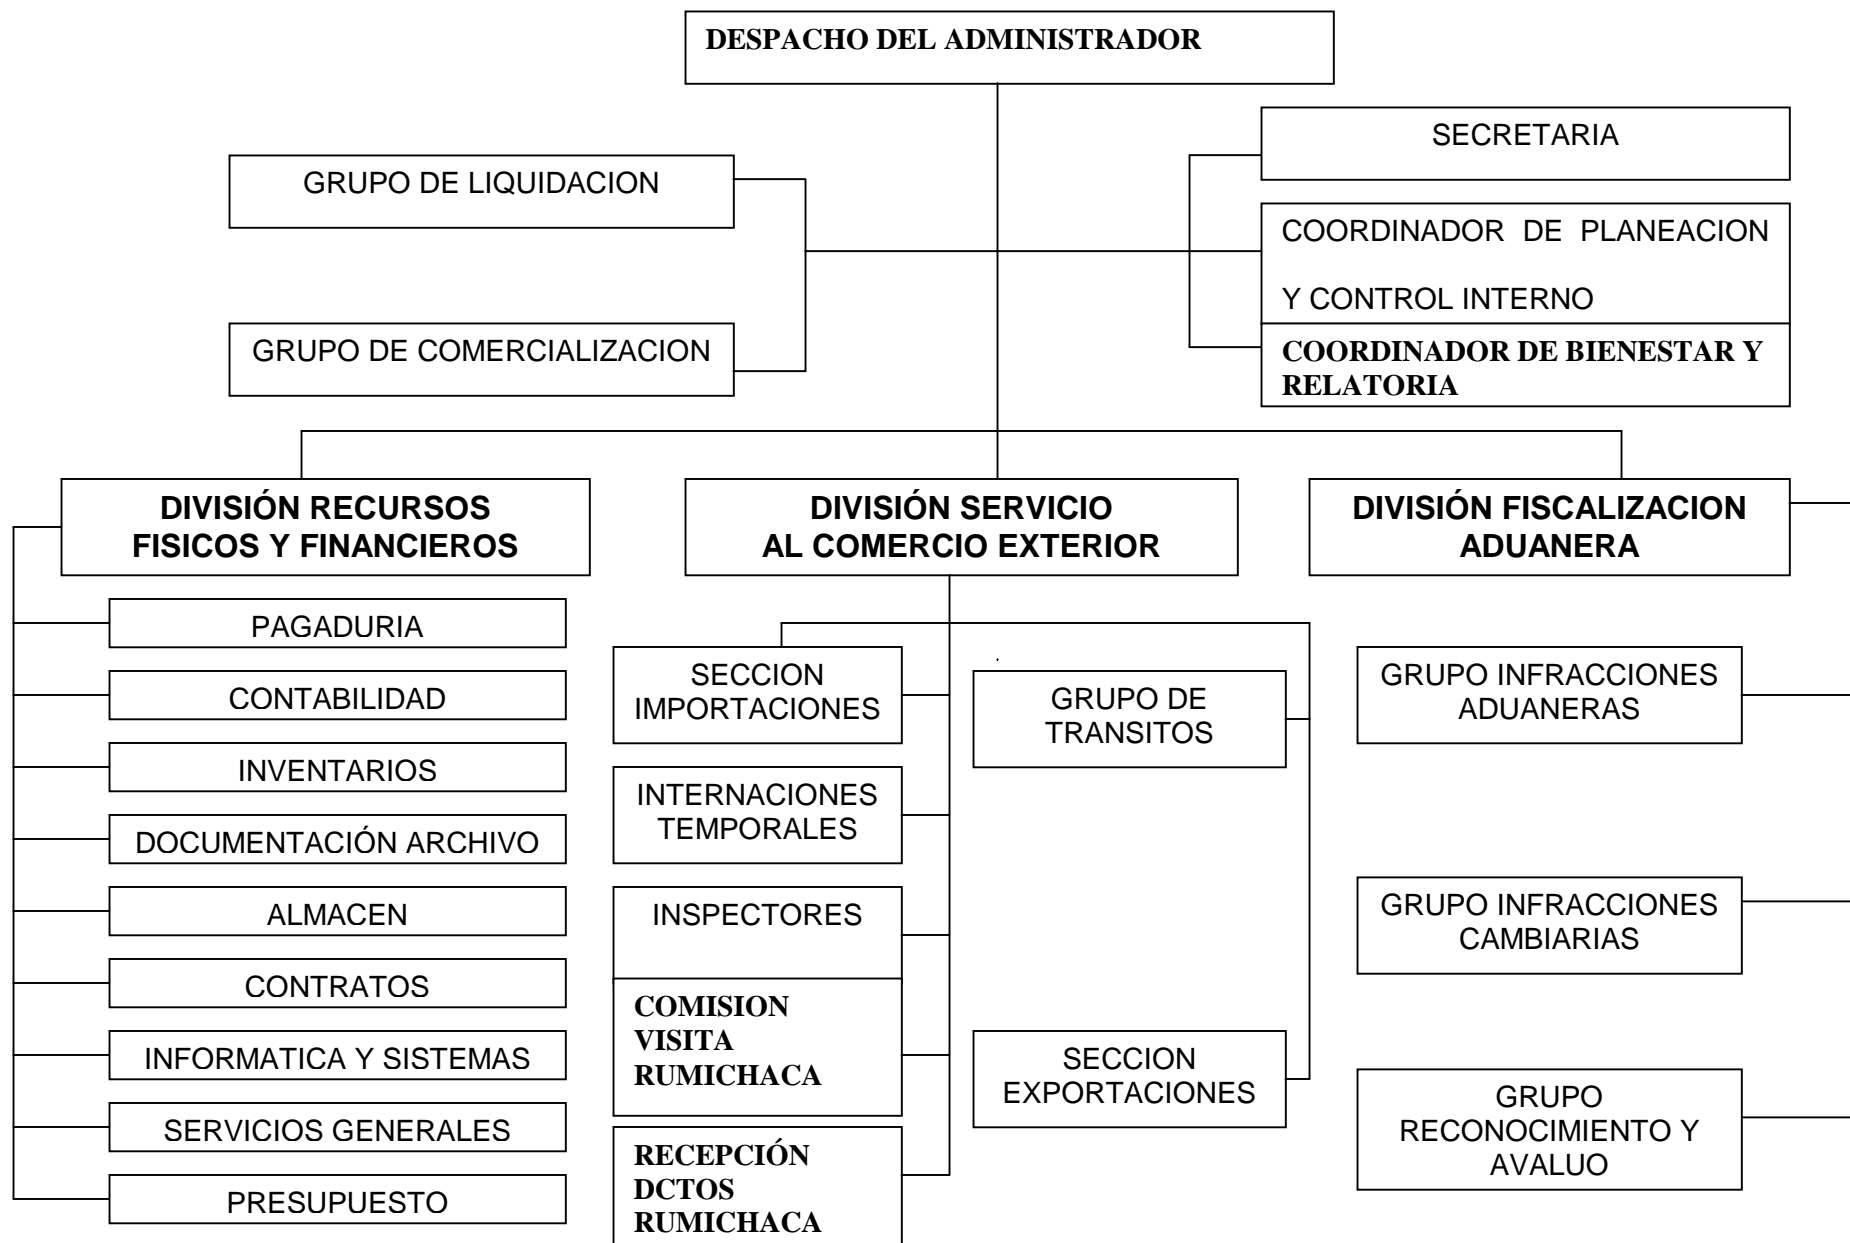 DESPACHO DEL ADMINISTRADOR
SECRETARIA
GRUPO DE LIQUIDACION
COORDINADOR DE PLANEACION
Y CONTROL INTERNO
GRUPO DE COMERCIALIZACION
COORDINADOR DE BIENESTAR Y
RELATORIA
DIVISIÓN RECURSOS
FISICOS Y FINANCIEROS
DIVISIÓN SERVICIO
AL COMERCIO EXTERIOR
DIVISIÓN FISCALIZACION
ADUANERA
PAGADURIA
CONTABILIDAD
INVENTARIOS
DOCUMENTACIÓN ARCHIVO
ALMACEN
CONTRATOS
INFORMATICA Y SISTEMAS
SERVICIOS GENERALES
PRESUPUESTO
SECCION
IMPORTACIONES
INTERNACIONES
TEMPORALES
INSPECTORES
COMISION
VISITA
RUMICHACA
RECEPCIÓN
DCTOS
RUMICHACA
GRUPO DE
TRANSITOS
SECCION
EXPORTACIONES
GRUPO INFRACCIONES
ADUANERAS
GRUPO INFRACCIONES
CAMBIARIAS
GRUPO
RECONOCIMIENTO Y
AVALUO